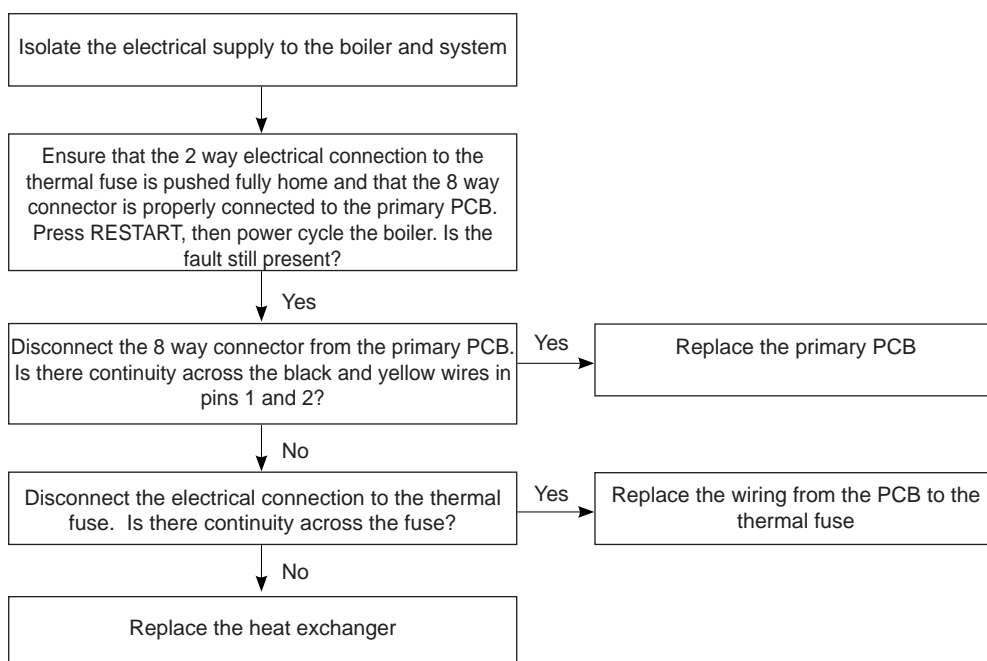 Isolate the electrical supply to the boiler and system
Ensure that the 2 way electrical connection to the
thermal fuse is pushed fully home and that the 8 way
connector is properly connected to the primary PCB.
Press RESTART, then power cycle the boiler. Is the
fault still present?
Yes
Disconnect the 8 way connector from the primary PCB.
Is there continuity across the black and yellow wires in
pins 1 and 2?
Yes
Replace the primary PCB
No
Disconnect the electrical connection to the thermal
fuse. Is there continuity across the fuse?
Yes
Replace the wiring from the PCB to the
thermal fuse
No
Replace the heat exchanger